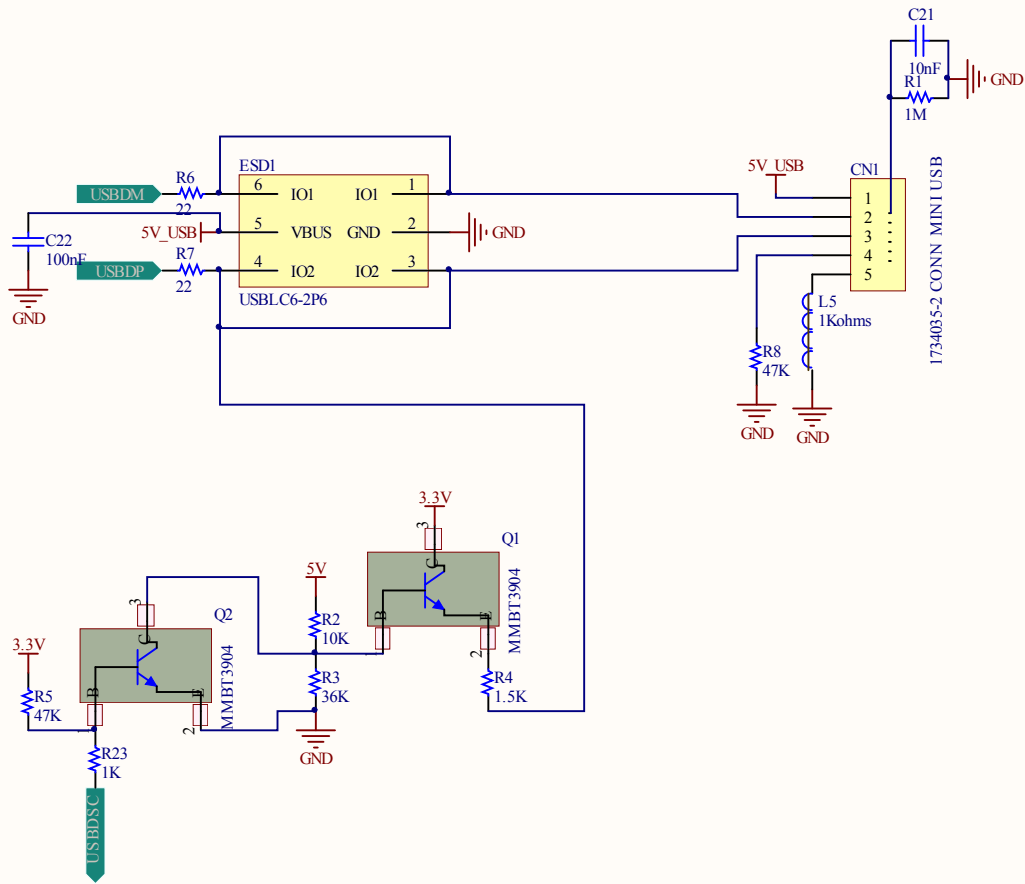 C21
10nF
GND
R1
1M
5V_USB
CN1
1
2
3
4
5
1734035-2 CONN MINI USB
ESD1
USBDM
R6
22
6
IO1
IO1
1
5V_USB
5
VBUS
GND
2
GND
C22
100nF
USBDP
R7
22
4
IO2
IO2
3
USBLC6-2P6
GND
L5
1Kohms
R8
47K
GND
GND
3.3V
3
C
Q1
B
E
MMBT3904
1
2
5V
R2
10K
R3
36K
GND
R4
1.5K
3
C
Q2
B
E
MMBT3904
1
2
3.3V
R5
47K
R23
1K
USBDSC